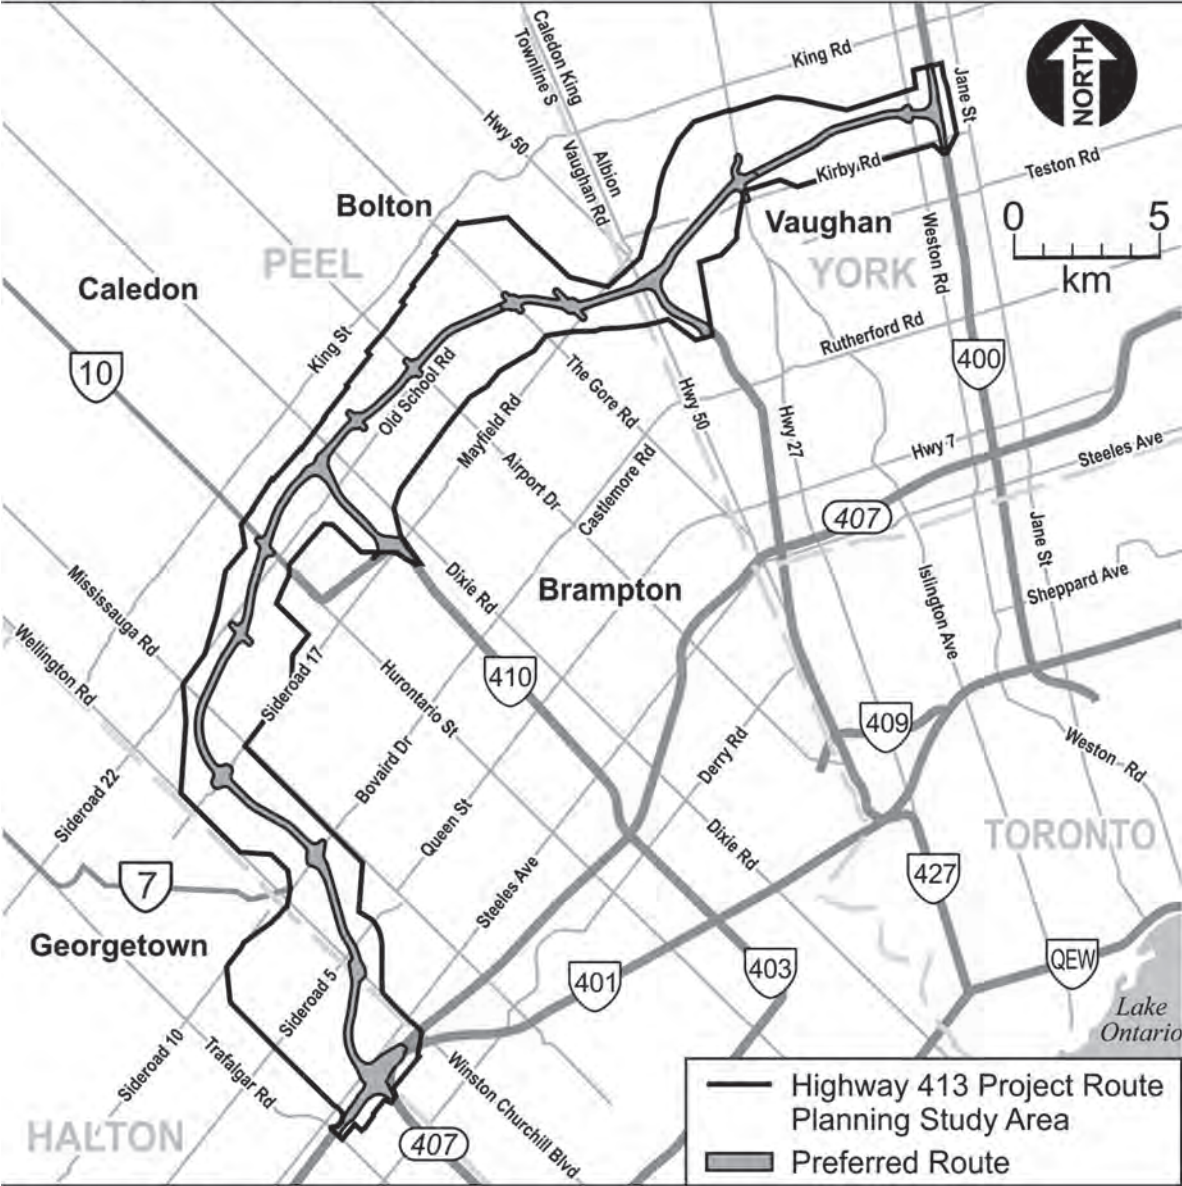 Caledon King
Townline S
King Rd
Jane St
NORTH
Hwy 50
Albion
Vaughan Rd
Kirby Rd
Teston Rd
Bolton
Vaughan
0 5
km
PEEL
YORK
Weston Rd
Caledon
King St
Rutherford Rd
10
400
Old School Rd
The Gore Rd
Hwy 50
Mayfield Rd
Hwy 27
Airport Dr
Castlemore Rd
Hwy 7
Steeles Ave
407
Jane St
Mississauga Rd
Dixie Rd
Brampton
Islington Ave
Sheppard Ave
Wellington Rd
Sideroad 17
Hurontario St
410
409
Bovaird Dr
Derry Rd
Weston Rd
Sideroad 22
Queen St
Dixie Rd
TORONTO
7
Steeles Ave
427
Georgetown
401
403
QEW
Sideroad 5
Lake
Ontario
Sideroad 10
Trafalgar Rd
Winston Churchill Blvd
HALTON
407
Highway 413 Project Route
Planning Study Area
Preferred Route